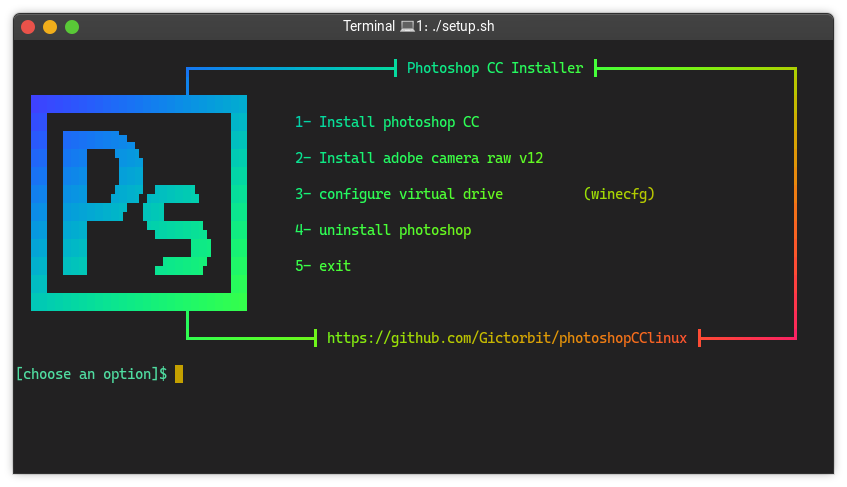 Terminal 💻1: ./setup.sh
Photoshop CC Installer
Ps
1- Install photoshop CC
2- Install adobe camera raw v12
3- configure virtual drive (winecfg)
4- uninstall photoshop
5- exit
https://github.com/Gictorbit/photoshopCClinux
[choose an option]$